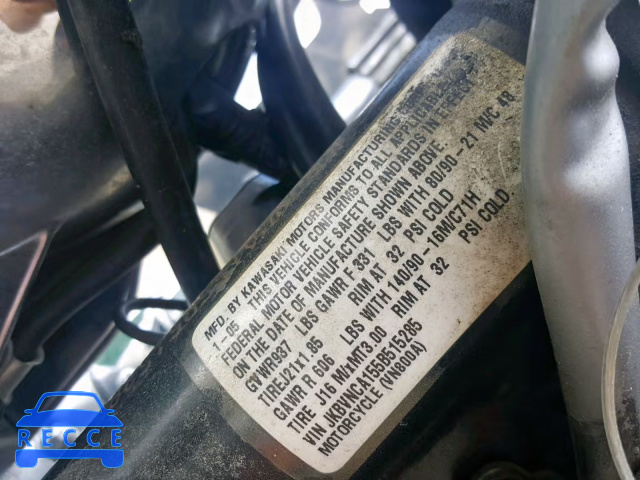 MFD. BY KAWASAKI MOTORS MANUFACTURING
1 - 05 THIS VEHICLE CONFORMS TO ALL APPLICABLE
FEDERAL MOTOR VEHICLE SAFETY STANDARDS IN EFFECT
ON THE DATE OF MANUFACTURE SHOWN ABOVE.
GVWR937 LBS GAWR F 331 LBS WITH 80/90-21 M/C 48
TIREJ21x1.85 RIM AT 32 PSI COLD
GAWR R 606 LBS WITH 140/90-16M/C71H
TIRE J16 M/xMT3.00 RIM AT 32 PSI COLD
VIN JKBVNCA155B515285
MOTORCYCLE (VN800A)
RECCE